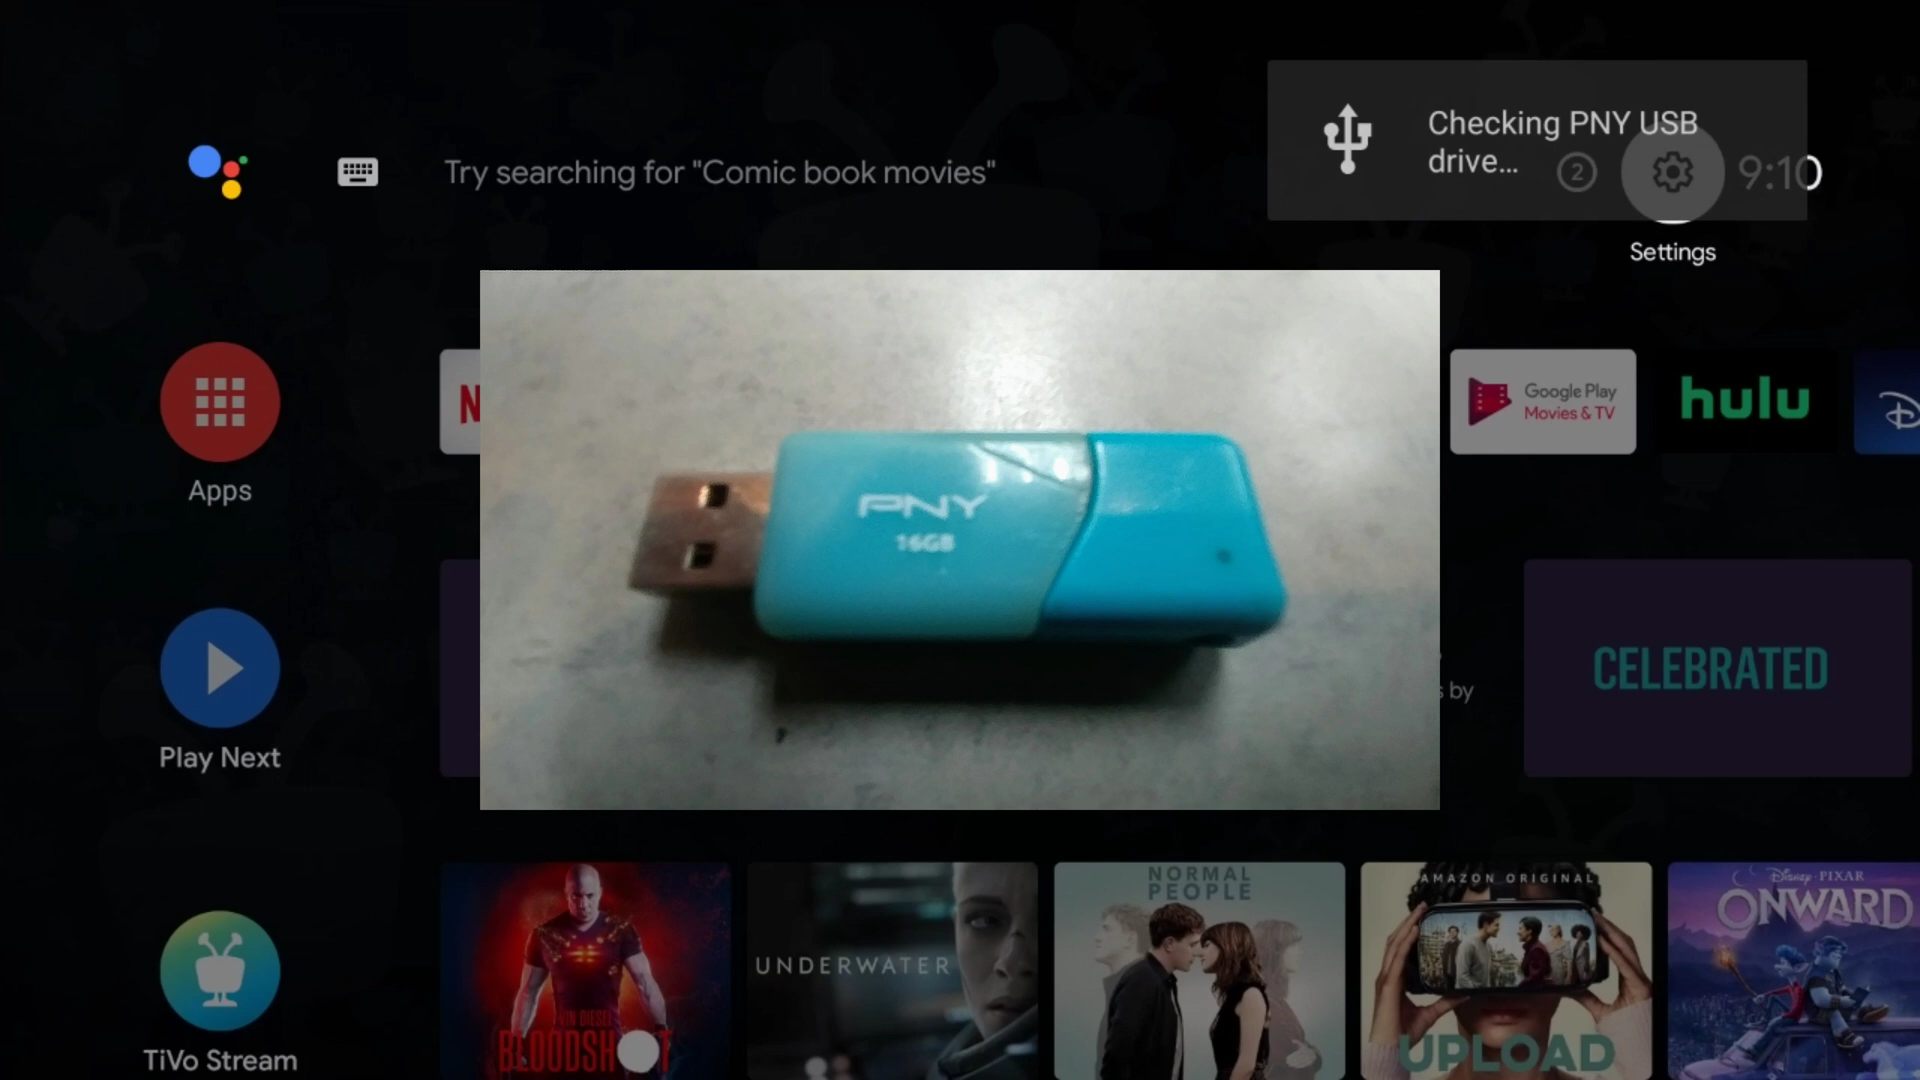 Try searching for "Comic book movies"
Checking PNY USB
drive...
2
9:10
Settings
Apps
N
Google Play
Movies & TV
hulu
D
PNY
16GB
Play Next
s by
CELEBRATED
TiVo Stream
VIN DIESEL
BLOODSHOT
UNDERWATER
NORMAL
PEOPLE
AMAZON ORIGINAL
UPLOAD
Disney PIXAR
ONWARD